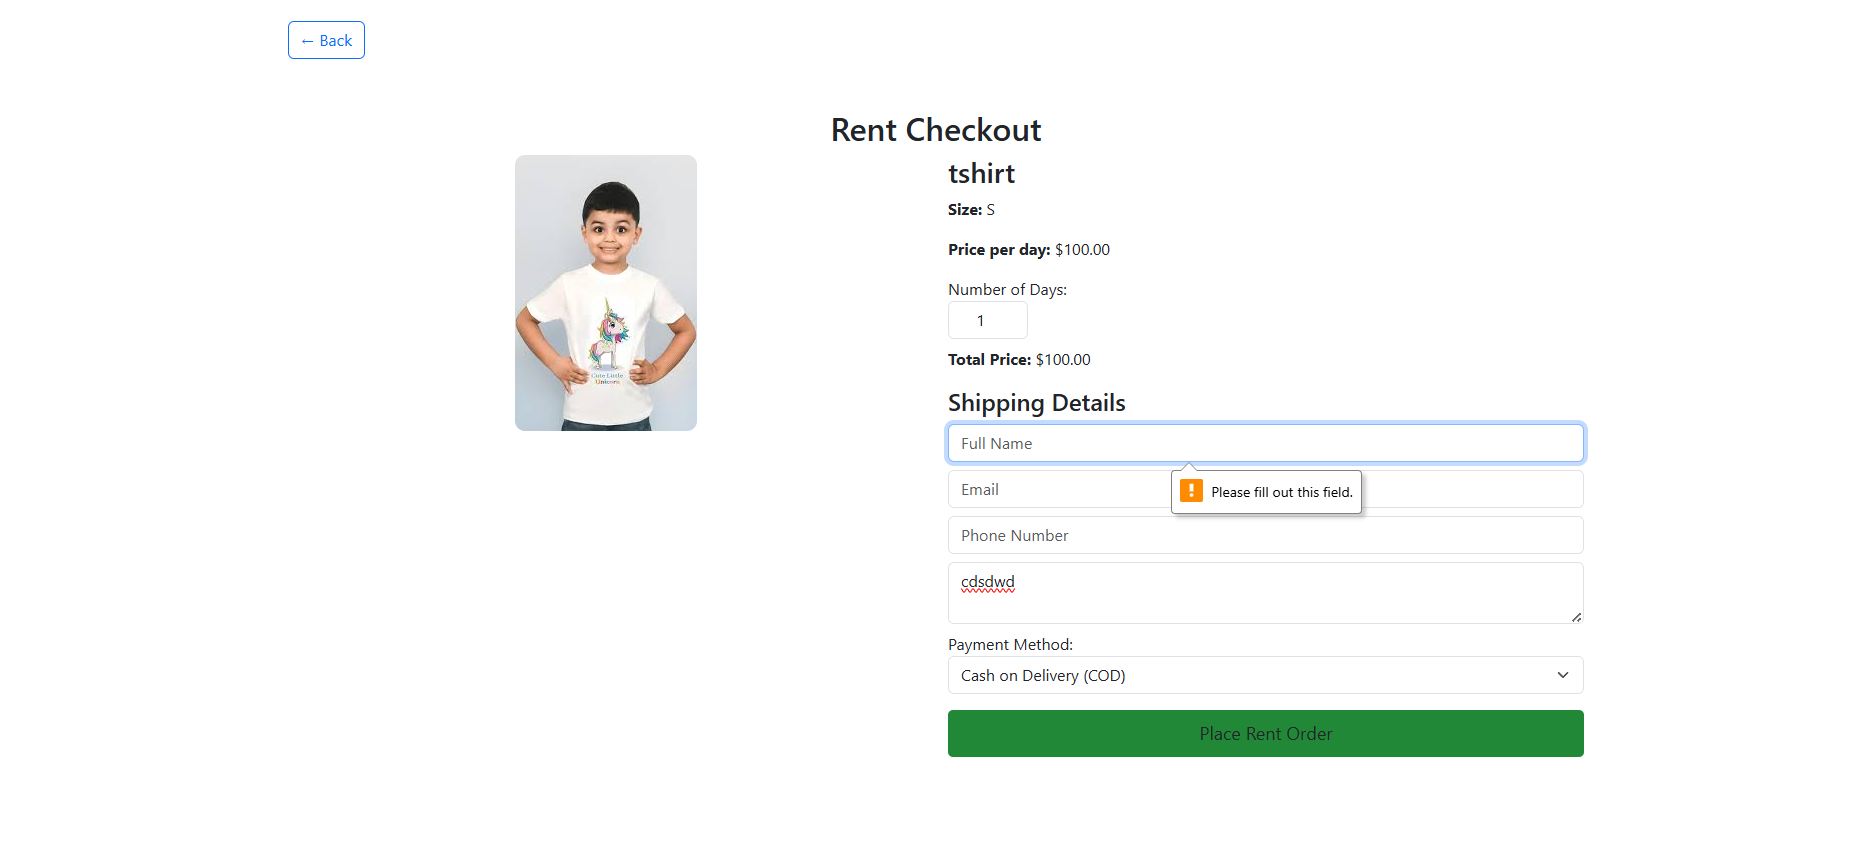 ← Back
Rent Checkout
tshirt
Size: S
Price per day: $100.00
Number of Days:
1
Total Price: $100.00
Cute Little
Unicorn
Shipping Details
Full Name
Email
! Please fill out this field.
Phone Number
cdsdwd
Payment Method:
Cash on Delivery (COD)
Place Rent Order